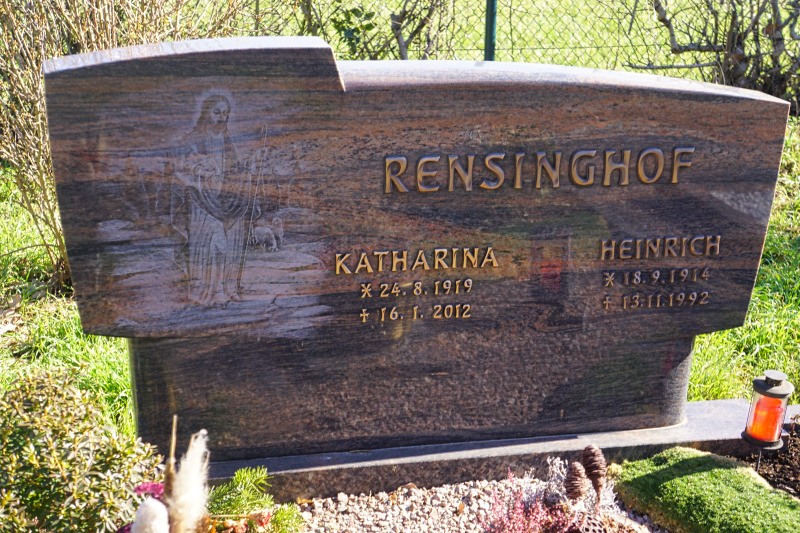 RENSINGHOF
KATHARINA
* 24. 8. 1919
† 16. 1. 2012
HEINRICH
* 18. 9. 1914
† 13. 11. 1992